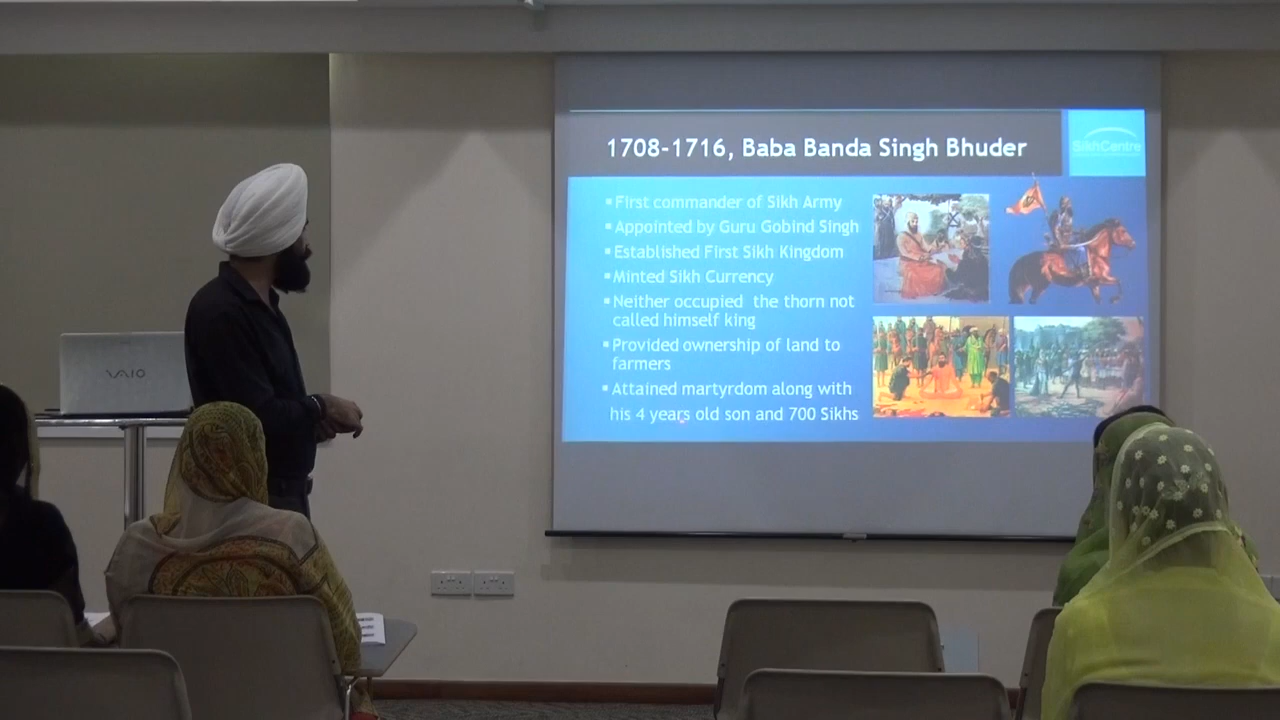 1708-1716, Baba Banda Singh Bhuder
SikhCentre
▪First commander of Sikh Army
▪Appointed by Guru Gobind Singh
▪Established First Sikh Kingdom
▪Minted Sikh Currency
▪Neither occupied the thorn not
called himself king
▪Provided ownership of land to
farmers
▪Attained martyrdom along with
his 4 years old son and 700 Sikhs
VAIO